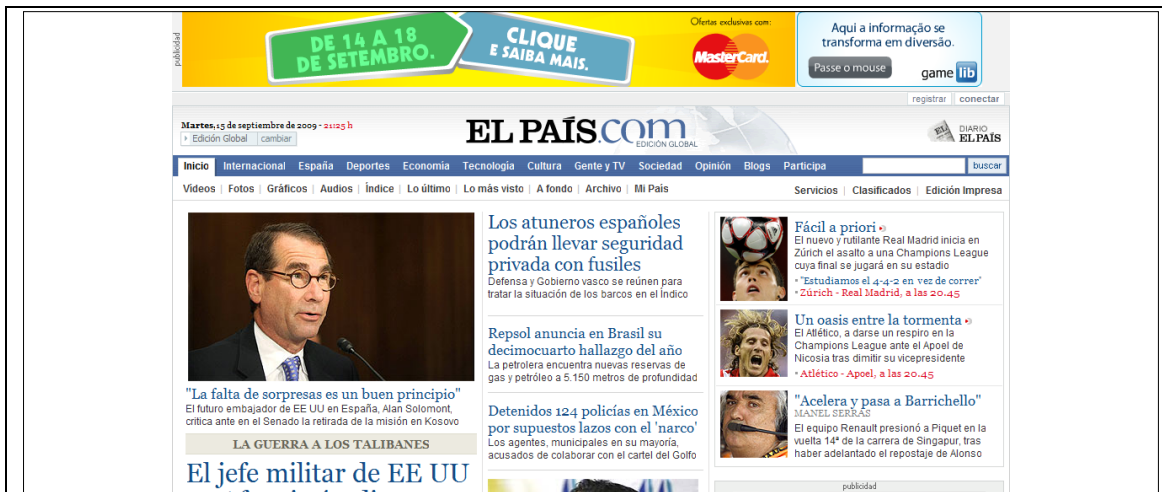 publicidad
DE 14 A 18
DE SETEMBRO.
CLIQUE
E SAIBA MAIS.
Ofertas exclusivas com:
MasterCard.
Aqui a informação se
transforma em diversão.
Passe o mouse
game lib
registrar conectar
Martes, 15 de septiembre de 2009 - 21:25 h
Edición Global cambiar
EL PAÍS.com
EDICIÓN GLOBAL
DIARIO
EL PAÍS
Inicio Internacional España Deportes Economía Tecnología Cultura Gente y TV Sociedad Opinión Blogs Participa buscar
Vídeos | Fotos | Gráficos | Audios | Índice | Lo último | Lo más visto | A fondo | Archivo | Mi País
Servicios | Clasificados | Edición Impresa
"La falta de sorpresas es un buen principio"
El futuro embajador de EE UU en España, Alan Solomont,
critica ante en el Senado la retirada de la misión en Kosovo
LA GUERRA A LOS TALIBANES
El jefe militar de EE UU
Los atuneros españoles
podrán llevar seguridad
privada con fusiles
Defensa y Gobierno vasco se reúnen para
tratar la situación de los barcos en el Índico
Repsol anuncia en Brasil su
decimocuarto hallazgo del año
La petrolera encuentra nuevas reservas de
gas y petróleo a 5.150 metros de profundidad
Detenidos 124 policías en México
por supuestos lazos con el 'narco'
Los agentes, municipales en su mayoría,
acusados de colaborar con el cartel del Golfo
Fácil a priori
El nuevo y rutilante Real Madrid inicia en
Zúrich el asalto a una Champions League
cuya final se jugará en su estadio
"Estudiamos el 4-4-2 en vez de correr"
Zúrich - Real Madrid, a las 20.45
Un oasis entre la tormenta
El Atlético, a darse un respiro en la
Champions League ante el Apoel de
Nicosia tras dimitir su vicepresidente
Atlético - Apoel, a las 20.45
"Acelera y pasa a Barrichello"
MANEL SERRAS
El equipo Renault presionó a Piquet en la
vuelta 14ª de la carrera de Singapur, tras
haber adelantado el repostaje de Alonso
publicidad